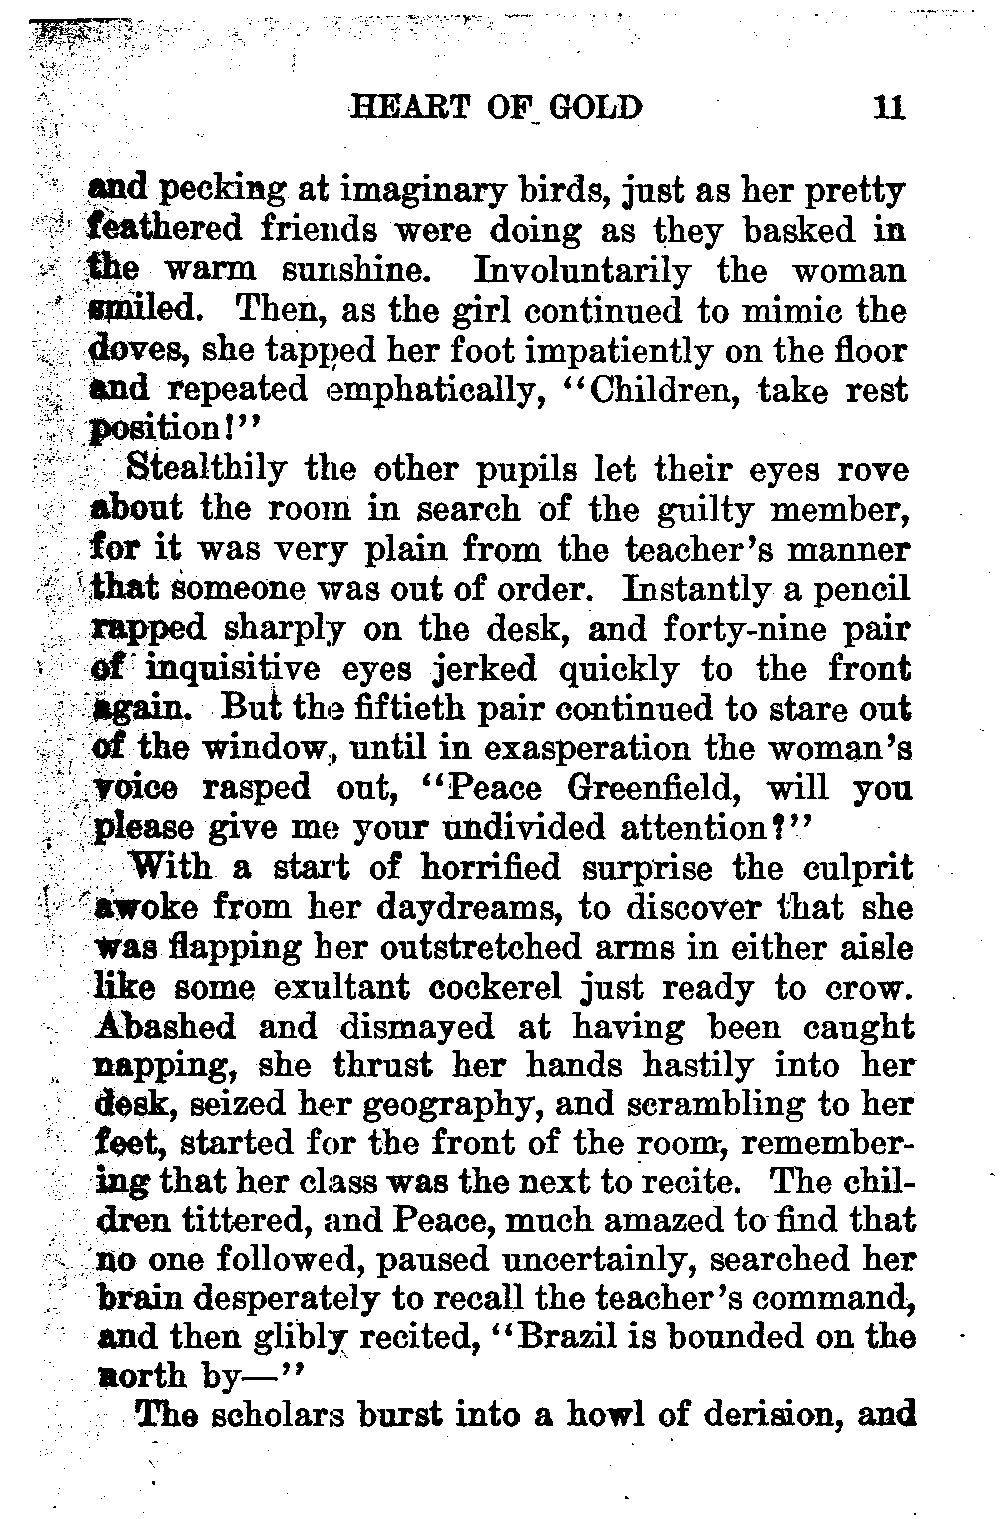 HEART OF GOLD 11
and pecking at imaginary birds, just as her pretty
feathered friends were doing as they basked in
the warm sunshine. Involuntarily the woman
smiled. Then, as the girl continued to mimic the
doves, she tapped her foot impatiently on the floor
and repeated emphatically, “Children, take rest
position!”
Stealthily the other pupils let their eyes rove
about the room in search of the guilty member,
for it was very plain from the teacher’s manner
that someone was out of order. Instantly a pencil
rapped sharply on the desk, and forty-nine pair
of inquisitive eyes jerked quickly to the front
again. But the fiftieth pair continued to stare out
of the window, until in exasperation the woman’s
voice rasped out, “Peace Greenfield, will you
please give me your undivided attention?”
With a start of horrified surprise the culprit
awoke from her daydreams, to discover that she
was flapping her outstretched arms in either aisle
like some exultant cockerel just ready to crow.
Abashed and dismayed at having been caught
napping, she thrust her hands hastily into her
desk, seized her geography, and scrambling to her
feet, started for the front of the room, remember-
ing that her class was the next to recite. The chil-
dren tittered, and Peace, much amazed to find that
no one followed, paused uncertainly, searched her
brain desperately to recall the teacher’s command,
and then glibly recited, “Brazil is bounded on the
north by—”
The scholars burst into a howl of derision, and